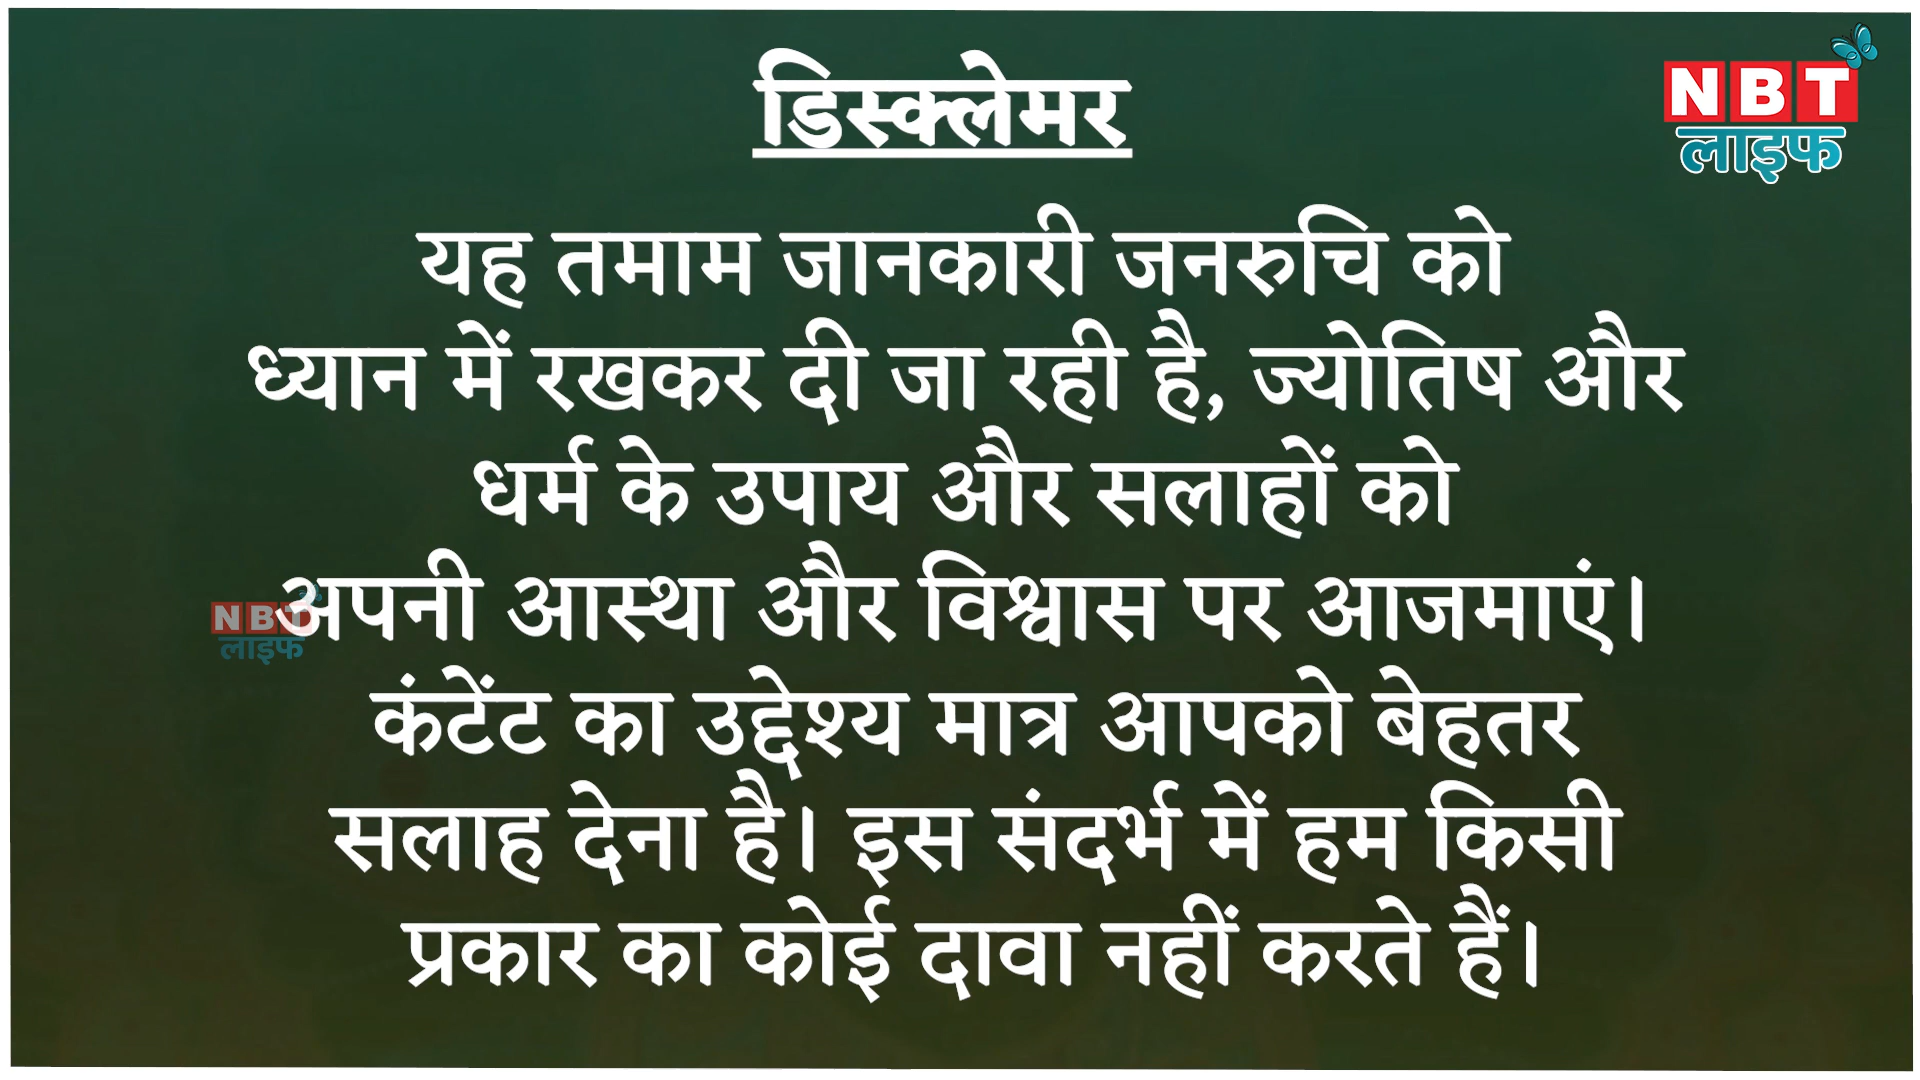 डिस्क्लेमर
NBT
लाइफ
यह तमाम जानकारी जनरुचि को
ध्यान में रखकर दी जा रही है, ज्योतिष और
धर्म के उपाय और सलाहों को
अपनी आस्था और विश्वास पर आजमाएं।
NBT
लाइफ
कंटेंट का उद्देश्य मात्र आपको बेहतर
सलाह देना है। इस संदर्भ में हम किसी
प्रकार का कोई दावा नहीं करते हैं।